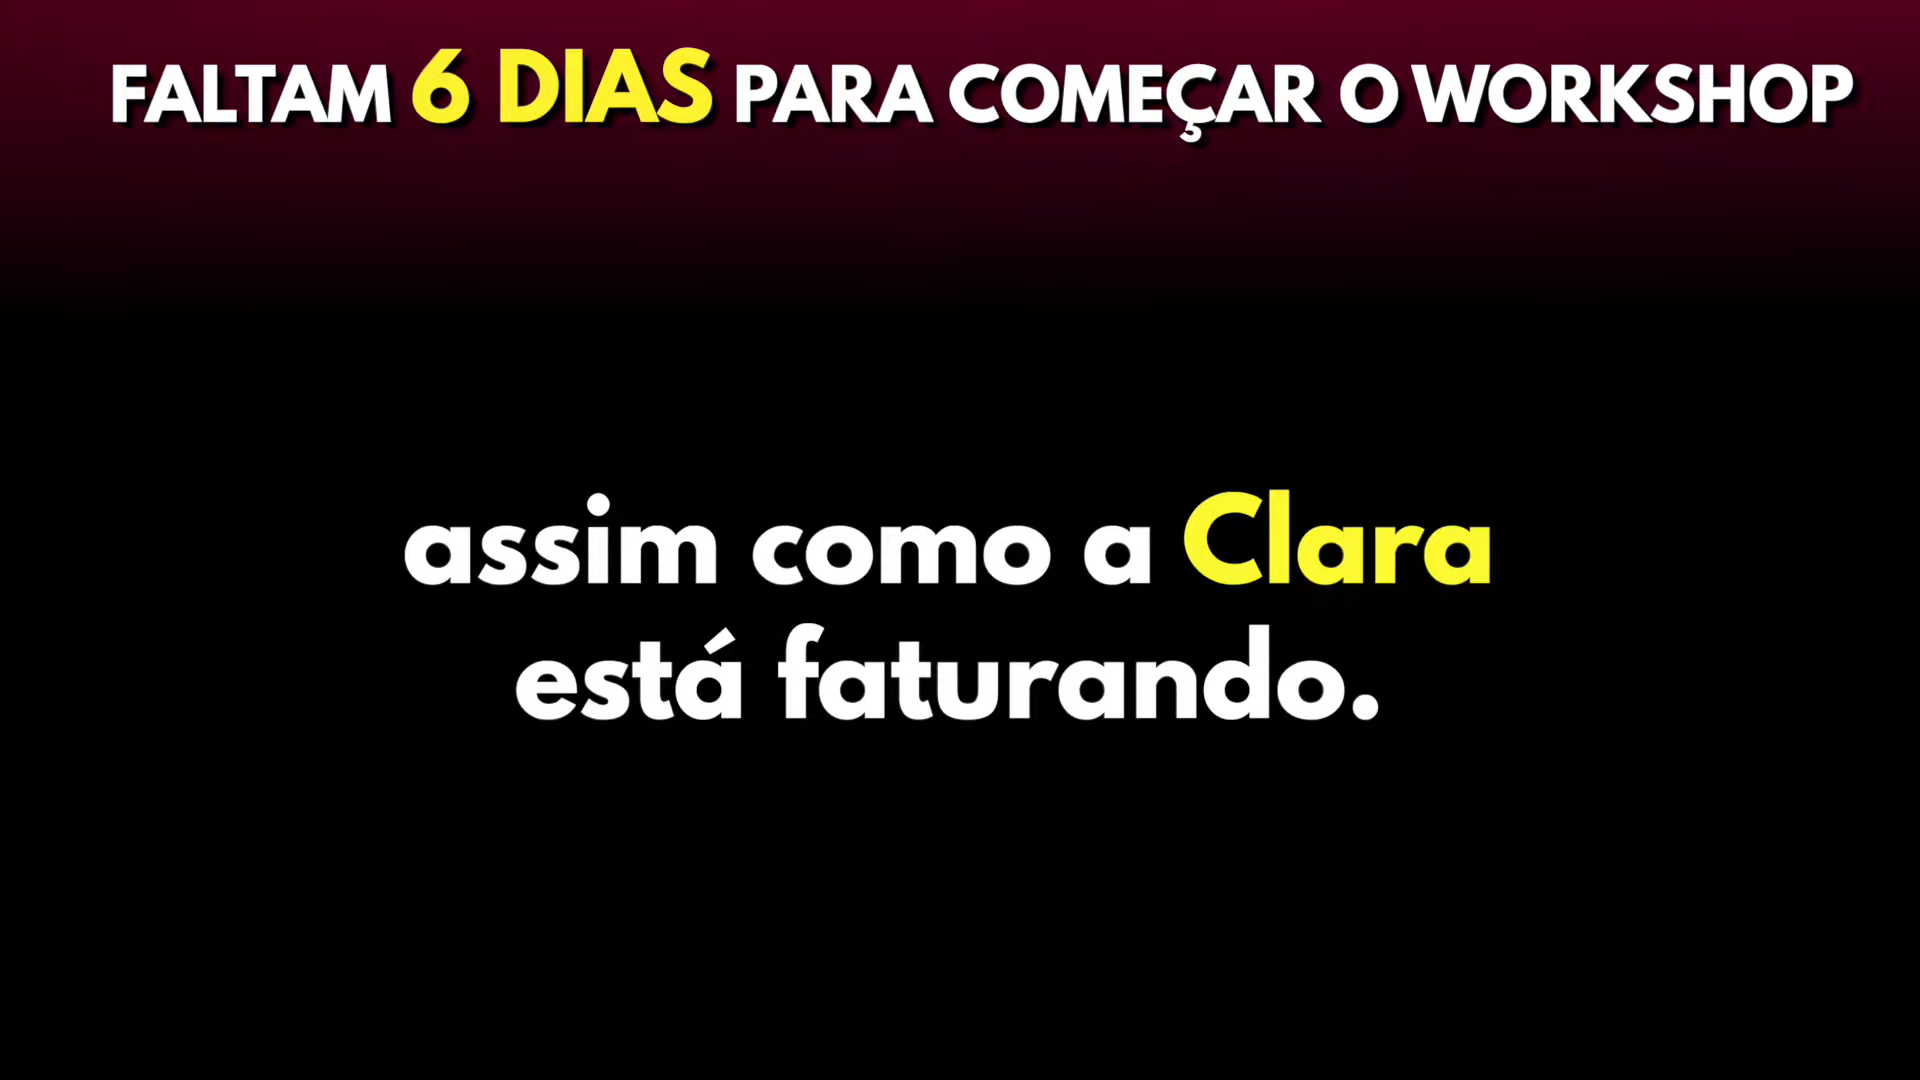 FALTAM 6 DIAS PARA COMEÇAR O WORKSHOP
assim como a Clara
está faturando.